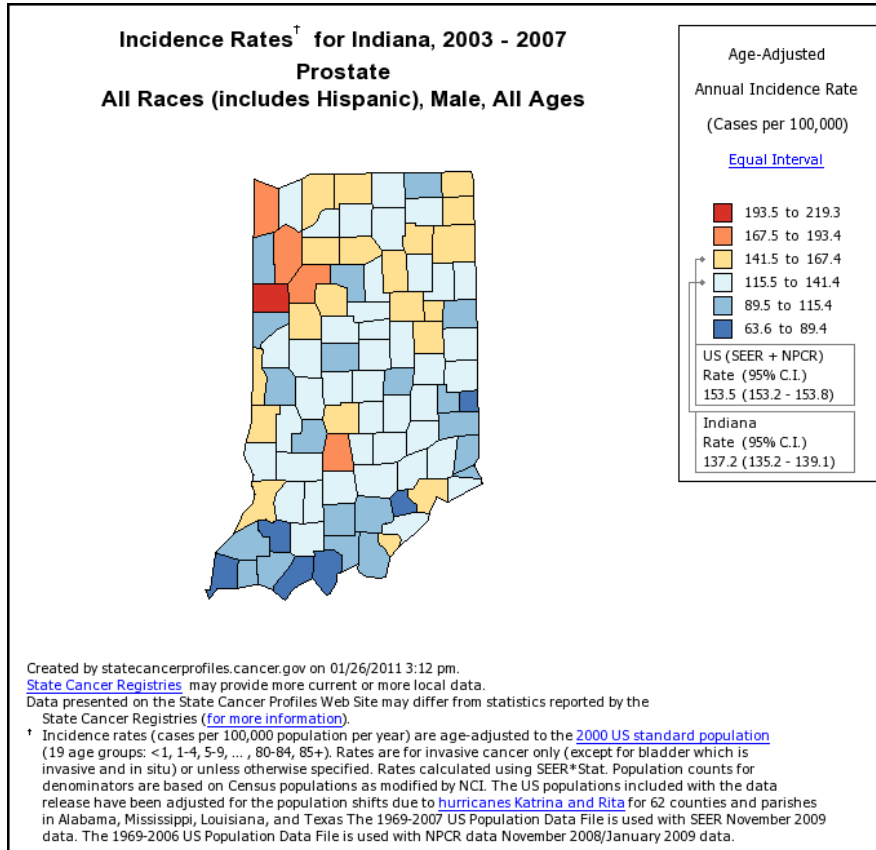 Incidence Rates† for Indiana, 2003 - 2007
Prostate
All Races (includes Hispanic), Male, All Ages
Age-Adjusted
Annual Incidence Rate
(Cases per 100,000)
Equal Interval
193.5 to 219.3
167.5 to 193.4
141.5 to 167.4
115.5 to 141.4
89.5 to 115.4
63.6 to 89.4
US (SEER + NPCR)
Rate (95% C.I.)
153.5 (153.2 - 153.8)
Indiana
Rate (95% C.I.)
137.2 (135.2 - 139.1)
Created by statecancerprofiles.cancer.gov on 01/26/2011 3:12 pm.
State Cancer Registries may provide more current or more local data.
Data presented on the State Cancer Profiles Web Site may differ from statistics reported by the
State Cancer Registries (for more information).
† Incidence rates (cases per 100,000 population per year) are age-adjusted to the 2000 US standard population
(19 age groups: <1, 1-4, 5-9, ... , 80-84, 85+). Rates are for invasive cancer only (except for bladder which is
invasive and in situ) or unless otherwise specified. Rates calculated using SEER*Stat. Population counts for
denominators are based on Census populations as modified by NCI. The US populations included with the data
release have been adjusted for the population shifts due to hurricanes Katrina and Rita for 62 counties and parishes
in Alabama, Mississippi, Louisiana, and Texas The 1969-2007 US Population Data File is used with SEER November 2009
data. The 1969-2006 US Population Data File is used with NPCR data November 2008/January 2009 data.